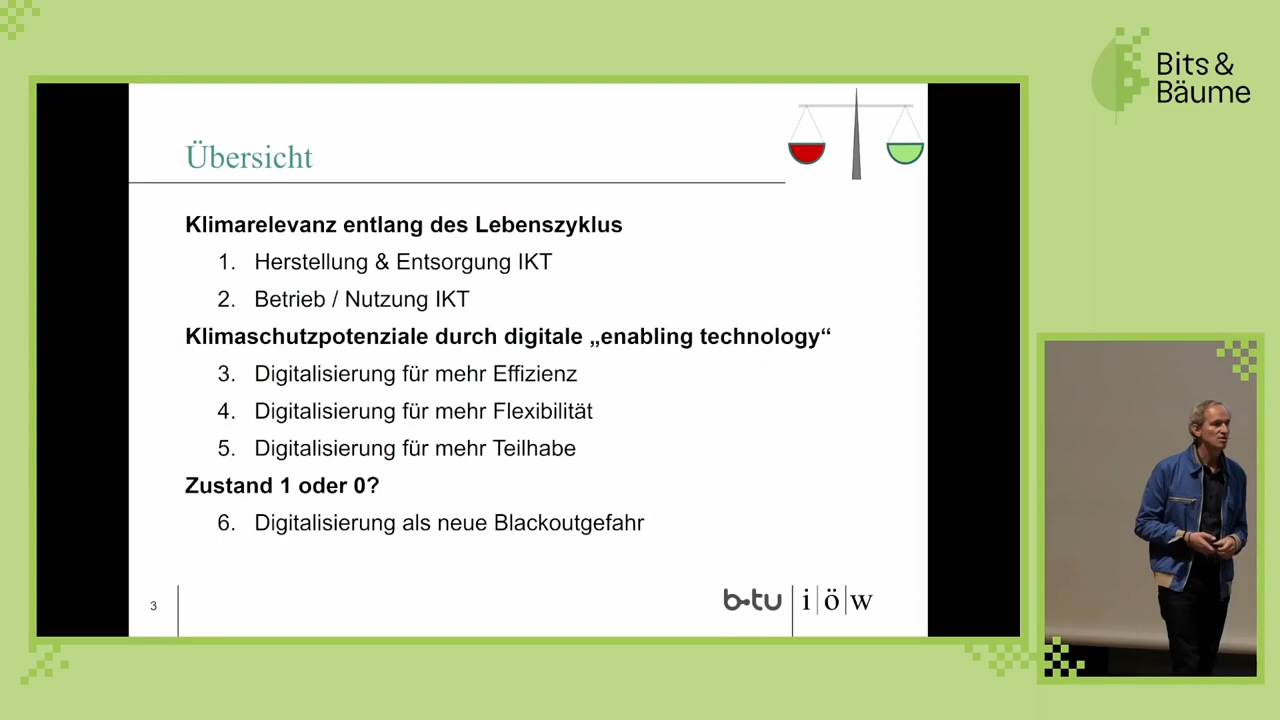 Bits &
Bäume
Übersicht
Klimarelevanz entlang des Lebenszyklus
1. Herstellung & Entsorgung IKT
2. Betrieb / Nutzung IKT
Klimaschutzpotenziale durch digitale „enabling technology“
3. Digitalisierung für mehr Effizienz
4. Digitalisierung für mehr Flexibilität
5. Digitalisierung für mehr Teilhabe
Zustand 1 oder 0?
6. Digitalisierung als neue Blackoutgefahr
3
b-tu
i|ö|w